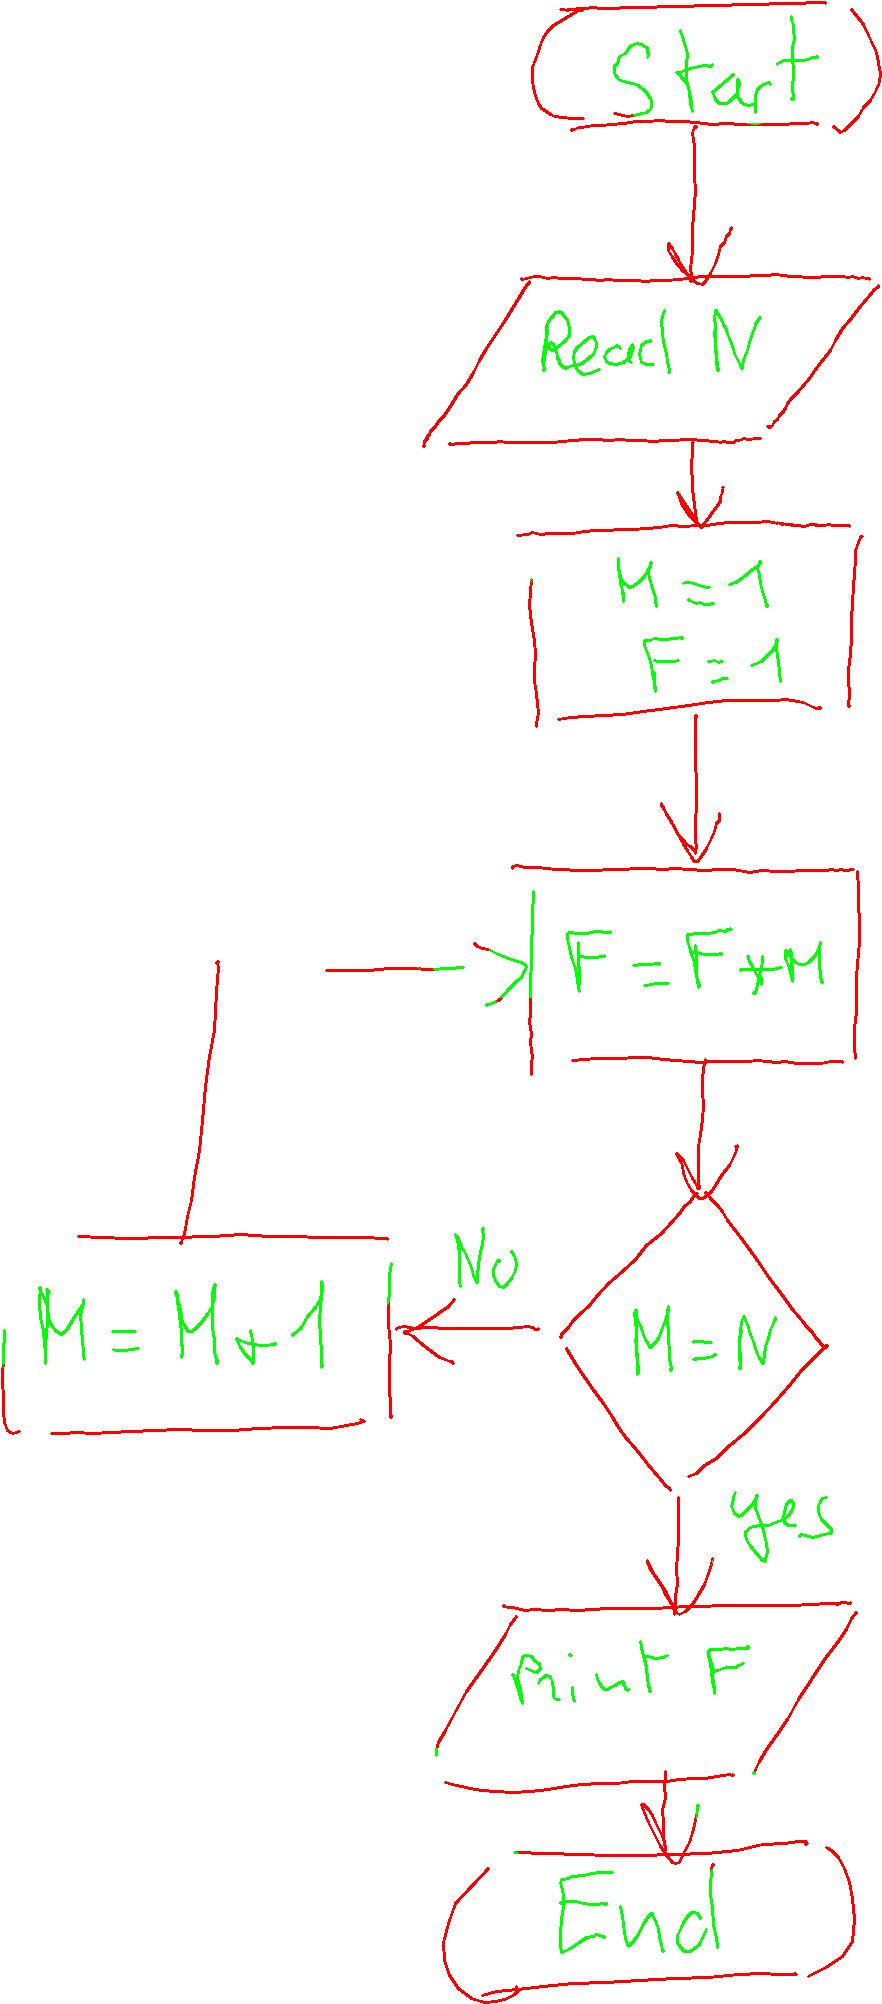 Start
Read N
M = 1
F = 1
F = F * M
No
M = M + 1
M = N
yes
Print F
End